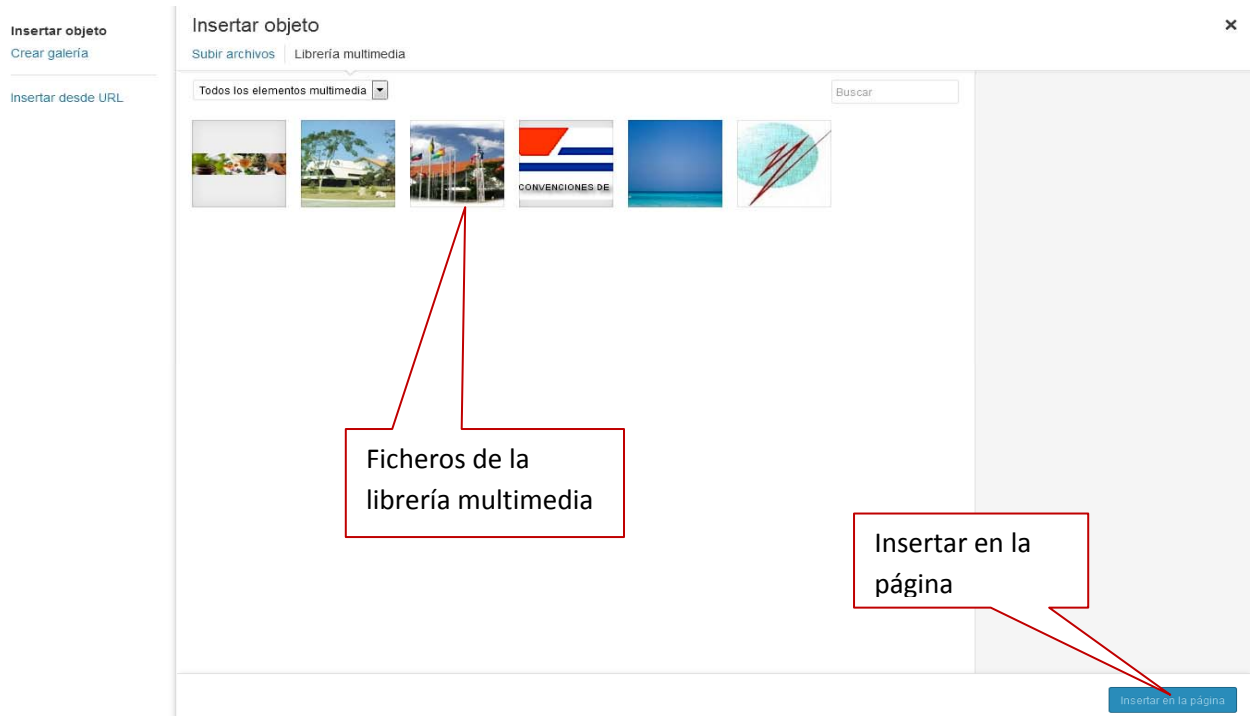 Insertar objeto
Crear galería
Insertar desde URL
Insertar objeto
×
Subir archivos
Librería multimedia
Todos los elementos multimedia
Buscar
CONVENCIONES DE
Ficheros de la
librería multimedia
Insertar en la
página
Insertar en la página